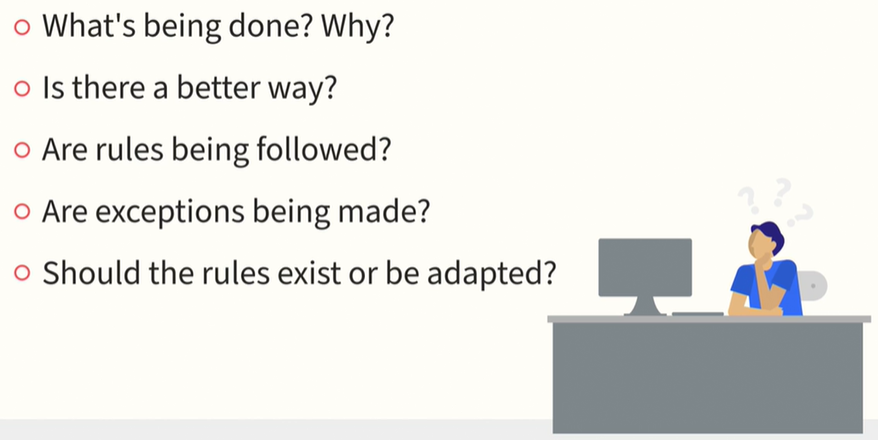 What's being done? Why?
Is there a better way?
Are rules being followed?
Are exceptions being made?
Should the rules exist or be adapted?
? ? ?